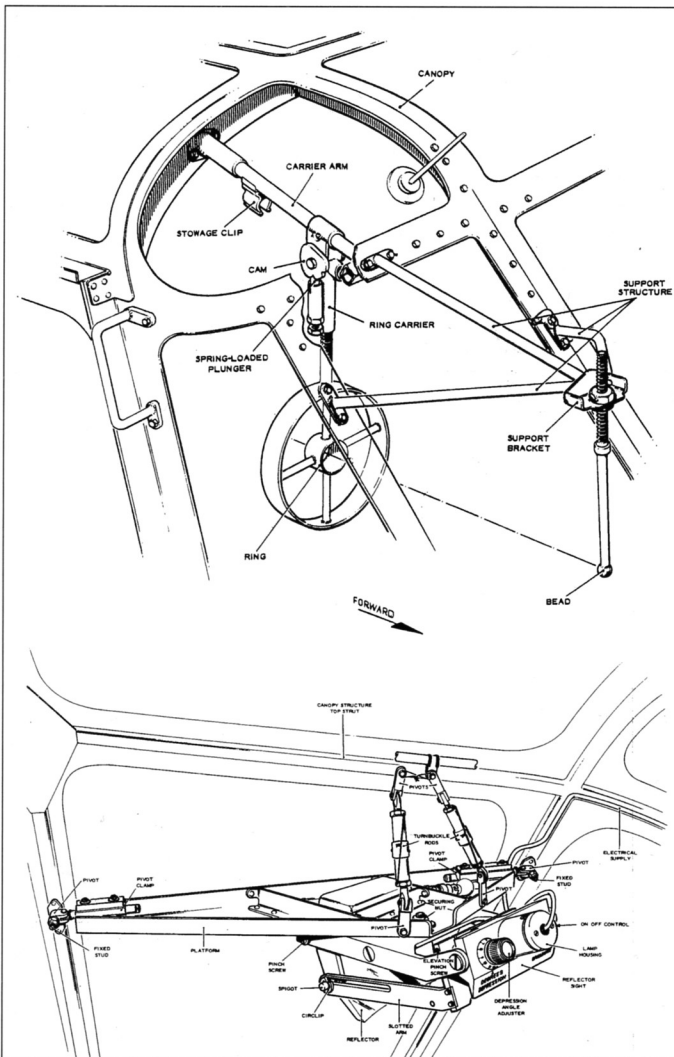 CANOPY
CARRIER ARM
STOWAGE CLIP
CAM
SUPPORT
STRUCTURE
RING CARRIER
SPRING-LOADED
PLUNGER
SUPPORT
BRACKET
RING
BEAD
FORWARD
CANOPY STRUCTURE
TOP STRUT
PIVOTS
TURNBUCKLE
RODS
ELECTRICAL
SUPPLY
PIVOT
CLAMP
PIVOT
PIVOT
PIVOT
CLAMP
FIXED
STUD
PIVOT
SECURING
NUT
PIVOT
ON OFF CONTROL
FIXED
STUD
PLATFORM
LAMP
HOUSING
PINCH
SCREW
ELEVATION
PINCH
SCREW
REFLECTOR
SIGHT
SPIGOT
DEPRESSION
DEPRESSION
ANGLE
ADJUSTER
CIRCLIP
SLOTTED
ARM
REFLECTOR